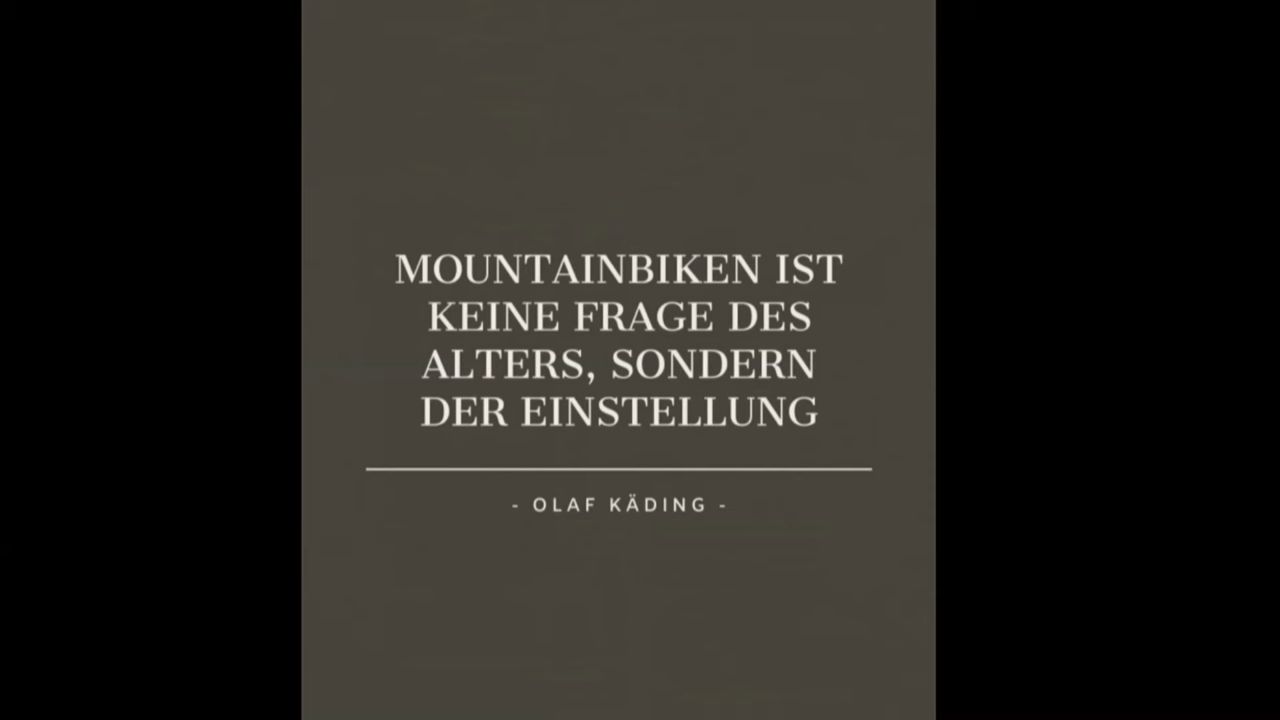 MOUNTAINBIKEN IST
KEINE FRAGE DES
ALTERS, SONDERN
DER EINSTELLUNG
- OLAF KÄDING -